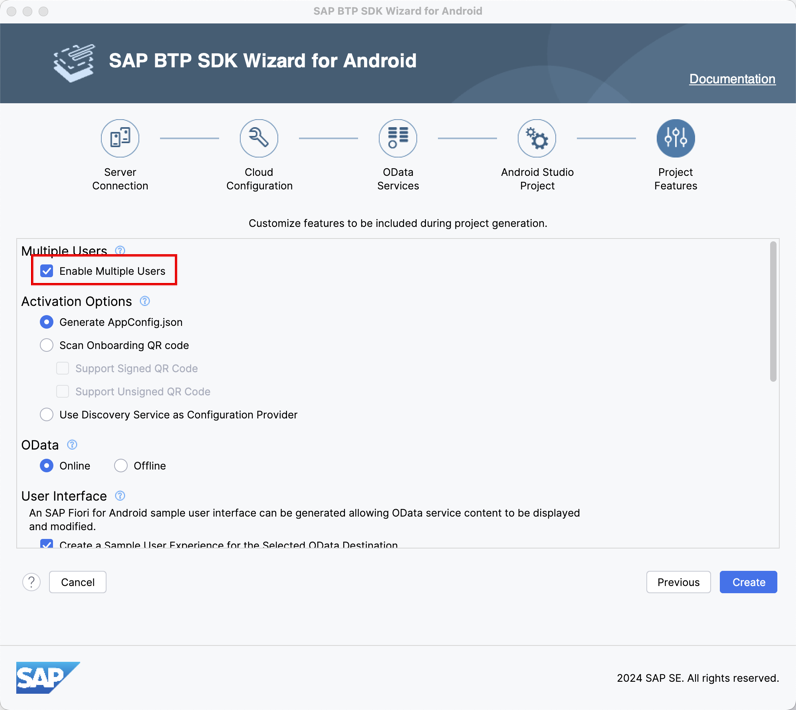 SAP BTP SDK Wizard for Android
SAP BTP SDK Wizard for Android
Documentation
Server
Connection
Cloud
Configuration
OData
Services
Android Studio
Project
Project
Features
Customize features to be included during project generation.
Multiple Users ?
Enable Multiple Users
Activation Options ?
Generate AppConfig.json
Scan Onboarding QR code
Support Signed QR Code
Support Unsigned QR Code
Use Discovery Service as Configuration Provider
OData ?
Online Offline
User Interface ?
An SAP Fiori for Android sample user interface can be generated allowing OData service content to be displayed
and modified.
Create a Sample User Experience for the Selected OData Destination
? Cancel Previous Create
SAP 2024 SAP SE. All rights reserved.